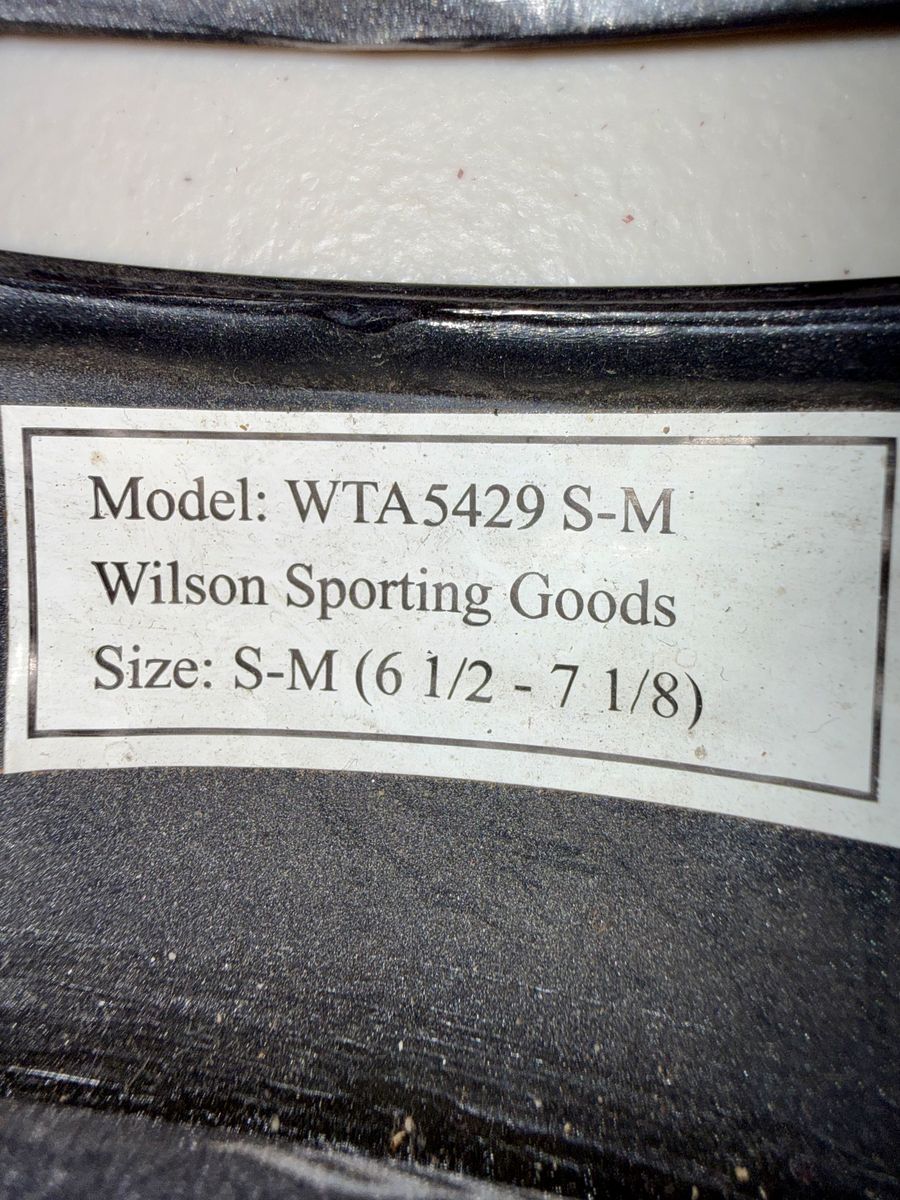 Model: WTA5429 S-M
Wilson Sporting Goods
Size: S-M (6 1/2 - 7 1/8)